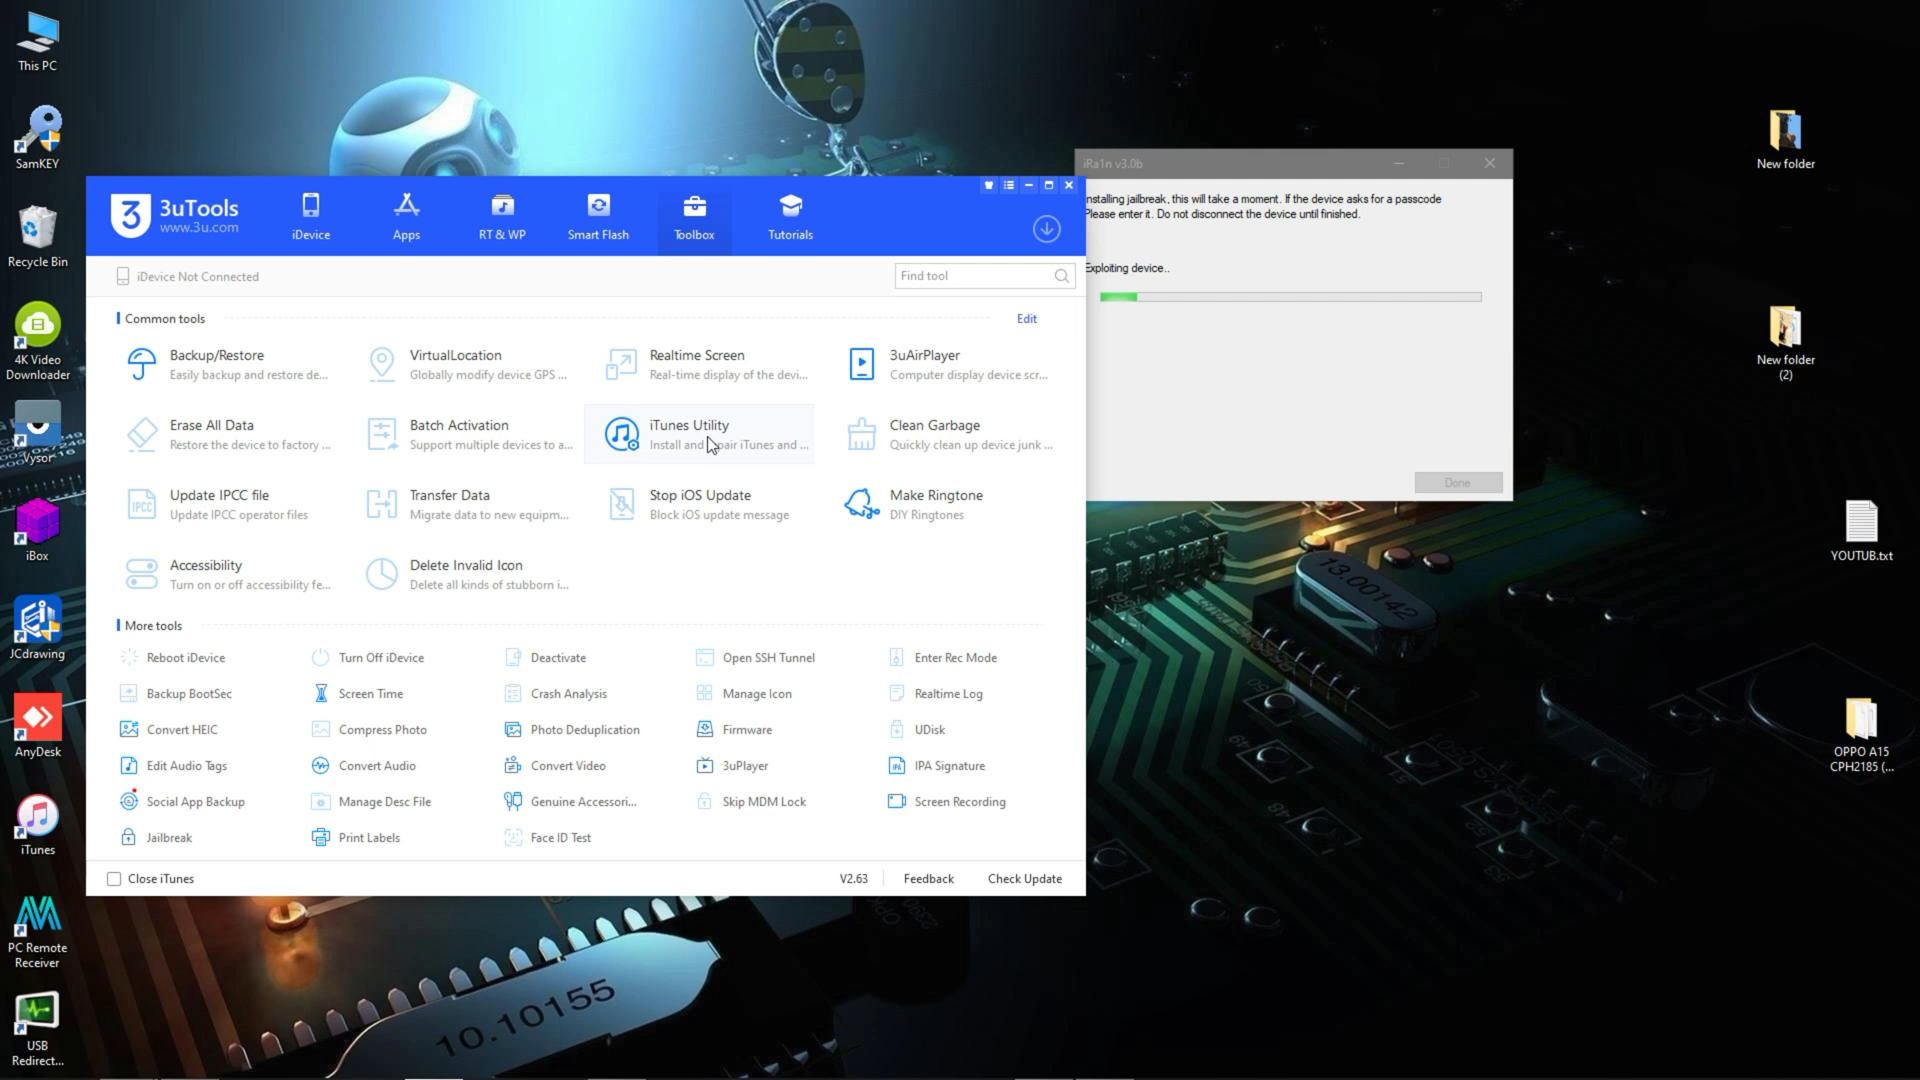 This PC
SamKEY
Recycle Bin
4K Video
Downloader
Vysor
iBox
JCdrawing
AnyDesk
iTunes
PC Remote
Receiver
USB
Redirect...
3uTools
www.3u.com
iDevice
Apps
RT & WP
Smart Flash
Toolbox
Tutorials
iDevice Not Connected
Find tool
Common tools
Edit
Backup/Restore
Easily backup and restore de...
VirtualLocation
Globally modify device GPS ...
Realtime Screen
Real-time display of the devi...
3uAirPlayer
Computer display device scr...
Erase All Data
Restore the device to factory ...
Batch Activation
Support multiple devices to a...
iTunes Utility
Install and pair iTunes and ...
Clean Garbage
Quickly clean up device junk ...
IPCC
Update IPCC file
Update IPCC operator files
Transfer Data
Migrate data to new equipm...
Stop iOS Update
Block iOS update message
Make Ringtone
DIY Ringtones
Accessibility
Turn on or off accessibility fe...
Delete Invalid Icon
Delete all kinds of stubborn i...
More tools
Reboot iDevice
Turn Off iDevice
Deactivate
Open SSH Tunnel
Enter Rec Mode
Backup BootSec
Screen Time
Crash Analysis
Manage Icon
Realtime Log
Convert HEIC
Compress Photo
Photo Deduplication
Firmware
UDisk
Edit Audio Tags
Convert Audio
Convert Video
3uPlayer
IPA Signature
Social App Backup
Manage Desc File
Genuine Accessori...
Skip MDM Lock
Screen Recording
Jailbreak
Print Labels
Face ID Test
Close iTunes
V2.63
Feedback
Check Update
iRa1n v3.0b
nstalling jailbreak, this will take a moment. If the device asks for a passcode
Please enter it. Do not disconnect the device until finished.
Exploiting device..
Done
New folder
New folder
(2)
YOUTUB.txt
OPPO A15
CPH2185 (...
13.00142
10.10155